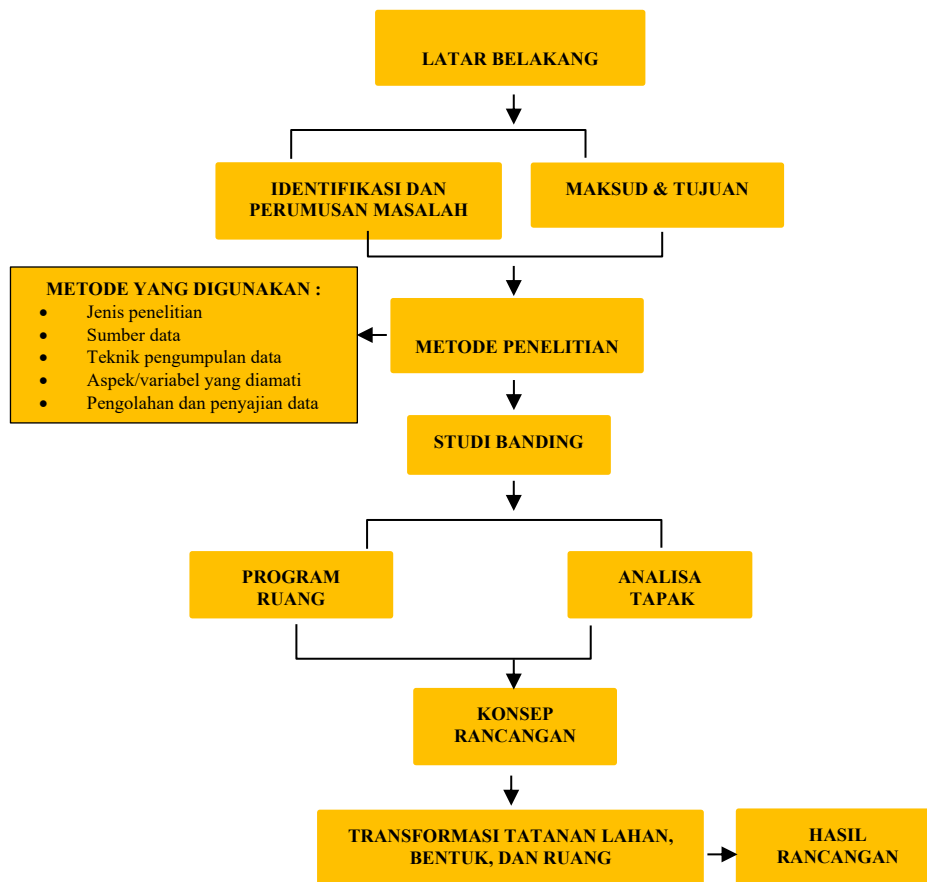 LATAR BELAKANG
IDENTIFIKASI DAN
PERUMUSAN MASALAH
MAKSUD & TUJUAN
METODE YANG DIGUNAKAN :
• Jenis penelitian
• Sumber data
• Teknik pengumpulan data
• Aspek/variabel yang diamati
• Pengolahan dan penyajian data
METODE PENELITIAN
STUDI BANDING
PROGRAM
RUANG
ANALISA
TAPAK
KONSEP
RANCANGAN
TRANSFORMASI TATANAN LAHAN,
BENTUK, DAN RUANG
HASIL
RANCANGAN